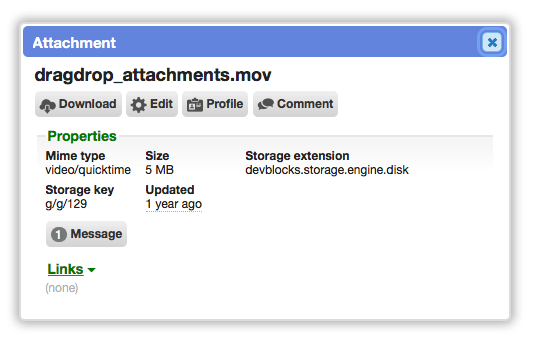 Attachment
dragdrop_attachments.mov
Download Edit Profile Comment
Properties
Mime type Size Storage extension
video/quicktime 5 MB devblocks.storage.engine.disk
Storage key Updated
g/g/129 1 year ago
1 Message
Links
(none)